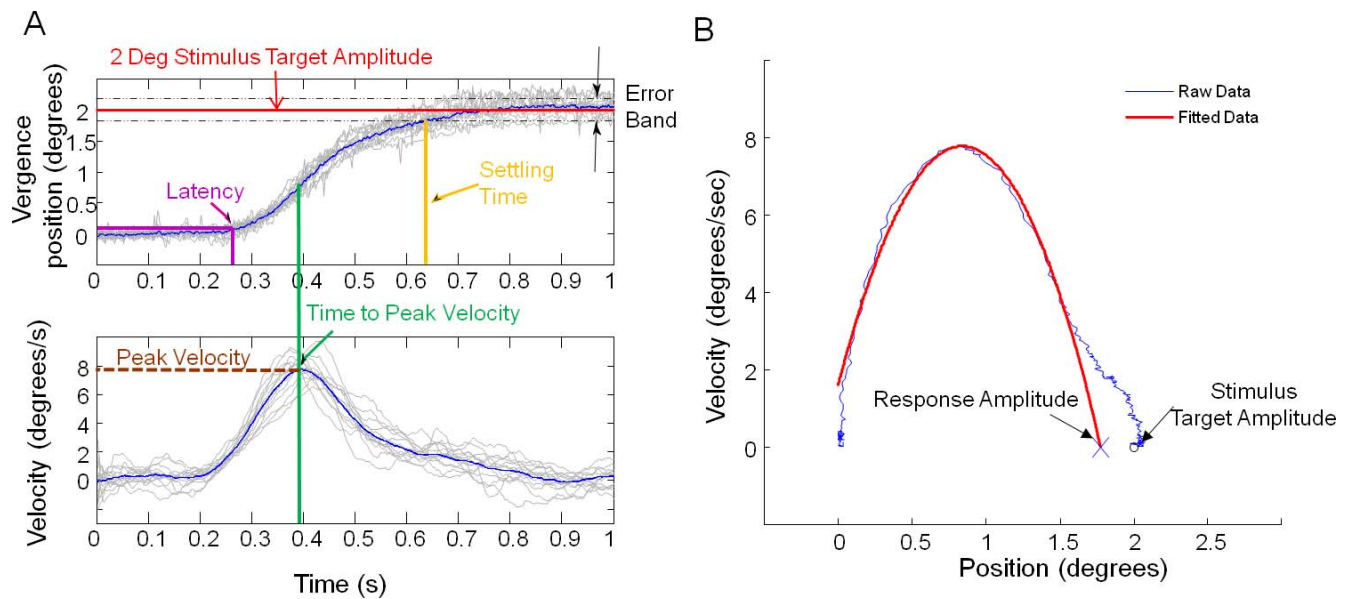 A
2 Deg Stimulus Target Amplitude
Vergence
position (degrees)
2
1.5
1
0.5
0
Error
Band
Latency
Settling
Time
0 0.1 0.2 0.3 0.4 0.5 0.6 0.7 0.8 0.9 1
Time to Peak Velocity
Peak Velocity
Velocity (degrees/s)
8
6
4
2
0
0 0.1 0.2 0.3 0.4 0.5 0.6 0.7 0.8 0.9 1
Time (s)
B
Raw Data
Fitted Data
Velocity (degrees/sec)
8
6
4
2
0
Response Amplitude
Stimulus
Target Amplitude
0 0.5 1 1.5 2 2.5 3
Position (degrees)